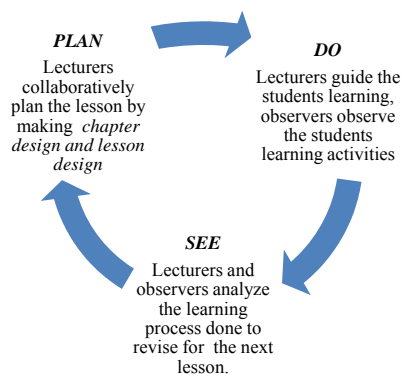 PLAN
Lecturers
collaboratively
plan the lesson by
making chapter
design and lesson
design
DO
Lecturers guide the
students learning,
observers observe
the students
learning activities
SEE
Lecturers and
observers analyze
the learning
process done to
revise for the next
lesson.